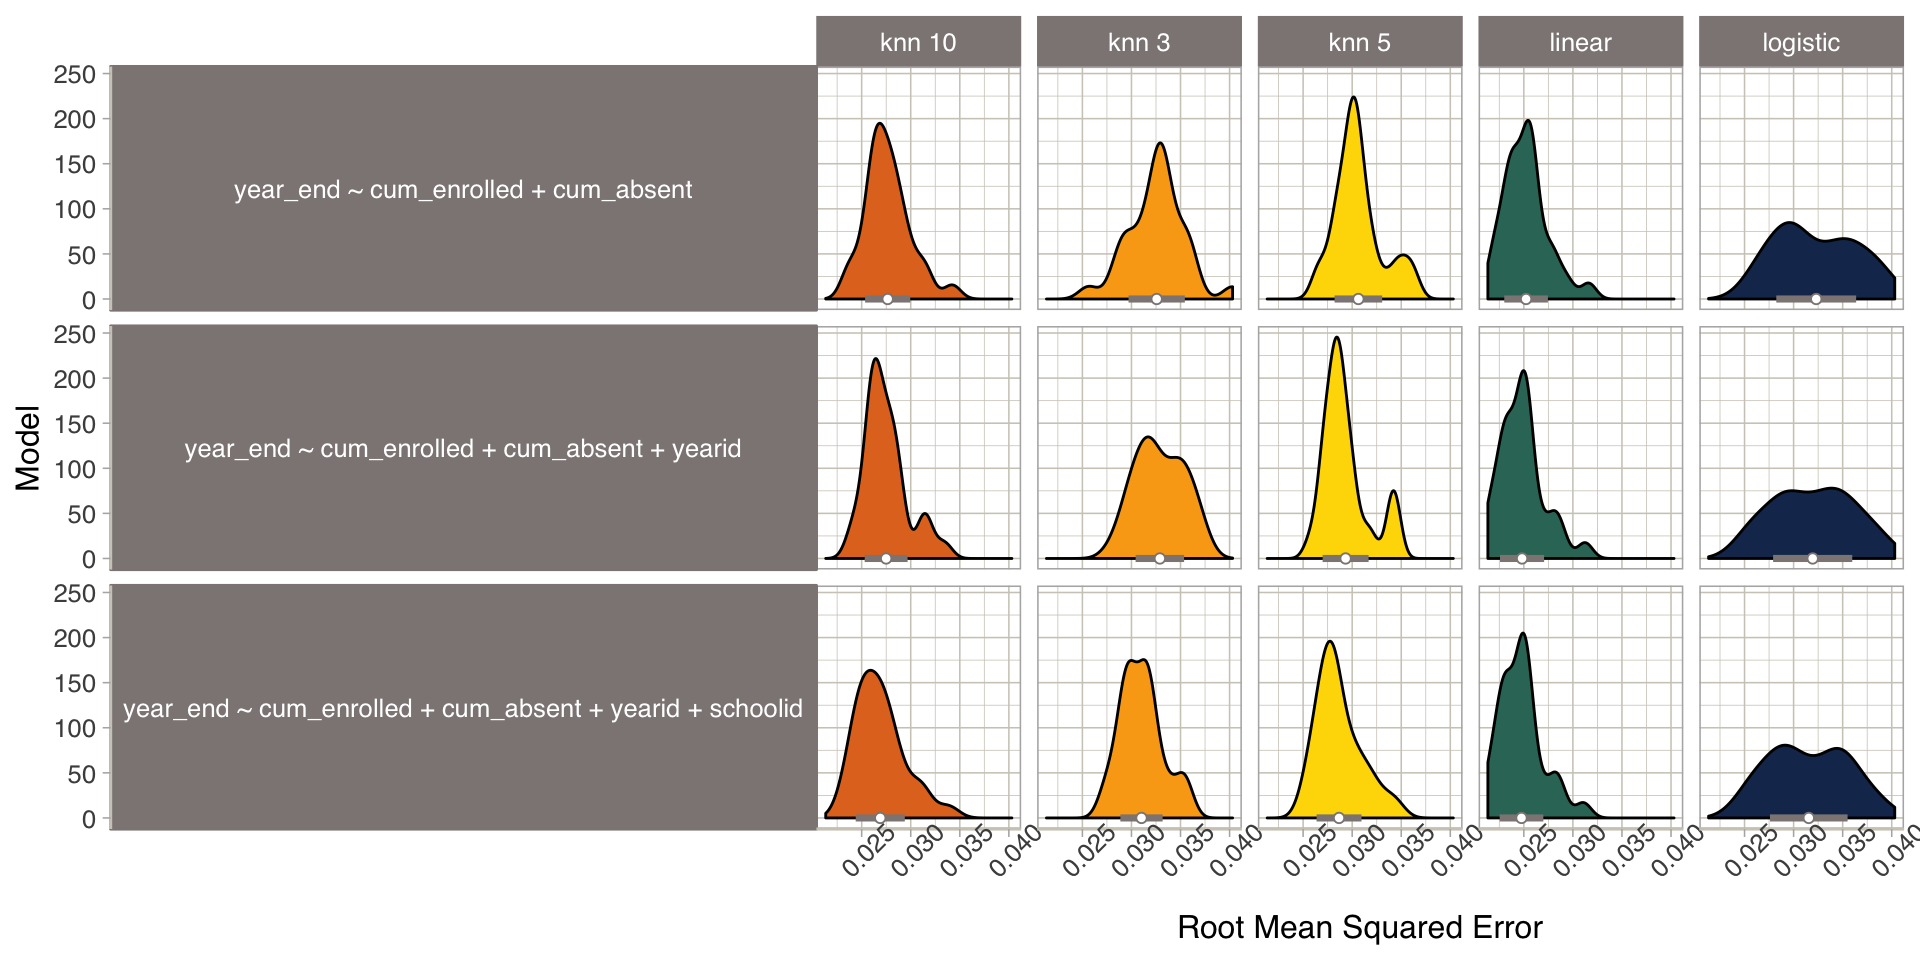 knn 10 knn 3 knn 5 linear logistic
250
200
150
100
50
0
year_end ~ cum_enrolled + cum_absent
250
200
150
100
50
0
year_end ~ cum_enrolled + cum_absent + yearid
250
200
150
100
50
0
year_end ~ cum_enrolled + cum_absent + yearid + schoolid
Model
0.025 0.030 0.035 0.040 0.025 0.030 0.035 0.040 0.025 0.030 0.035 0.040 0.025 0.030 0.035 0.040 0.025 0.030 0.035 0.040
Root Mean Squared Error